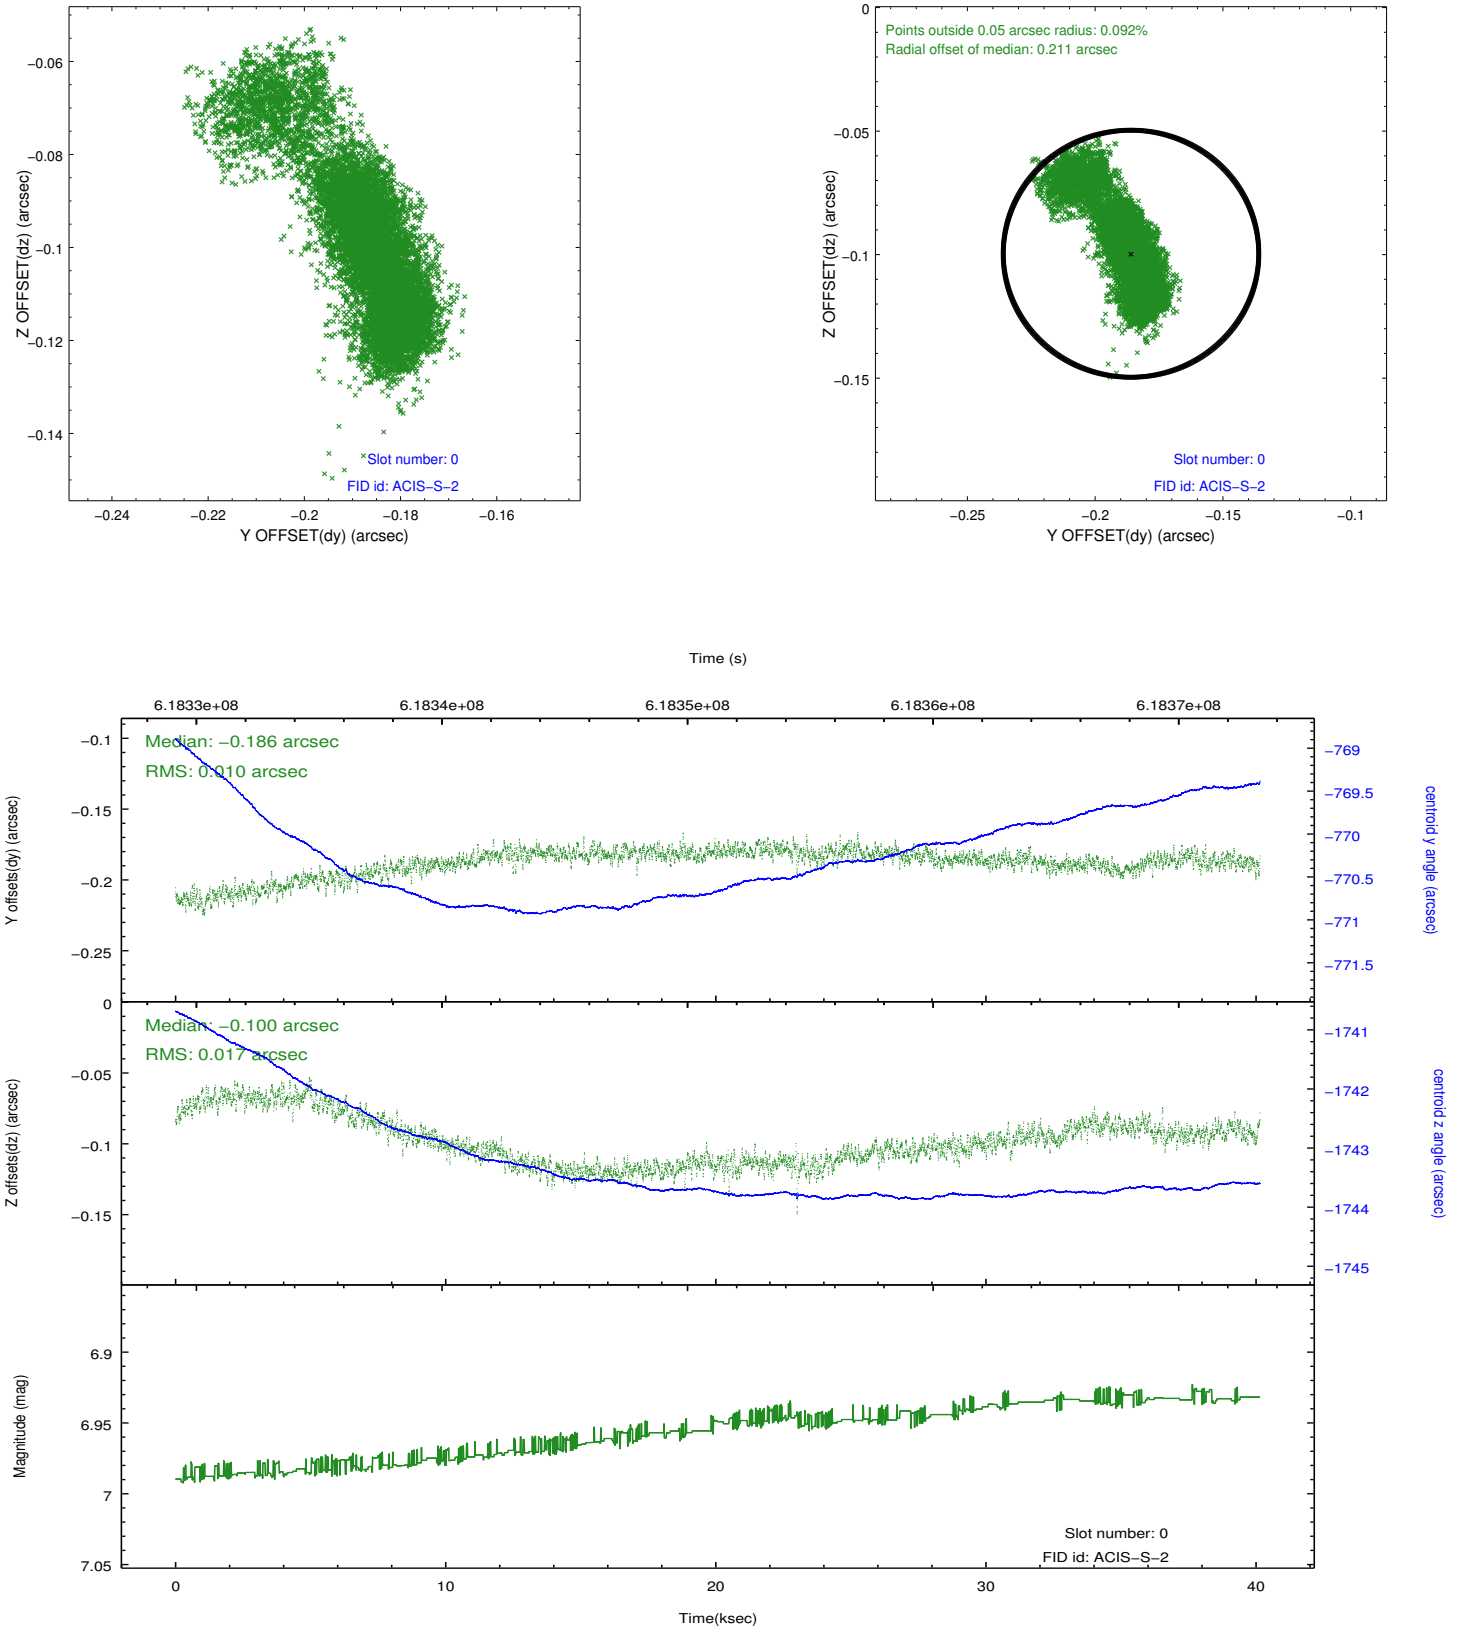 −0.06
−0.08
−0.1
−0.12
−0.14
Z OFFSET(dz) (arcsec)
Slot number: 0
FID id: ACIS−S−2
−0.24 −0.22 −0.2 −0.18 −0.16
Y OFFSET(dy) (arcsec)
0
−0.05
−0.1
−0.15
Z OFFSET(dz) (arcsec)
Points outside 0.05 arcsec radius: 0.092%
Radial offset of median: 0.211 arcsec
Slot number: 0
FID id: ACIS−S−2
−0.25 −0.2 −0.15 −0.1
Y OFFSET(dy) (arcsec)
Time (s)
6.1833e+08 6.1834e+08 6.1835e+08 6.1836e+08 6.1837e+08
−0.1
−0.15
−0.2
−0.25
Y offsets(dy) (arcsec)
Median: −0.186 arcsec
RMS: 0.010 arcsec
−769
−769.5
−770
−770.5
−771
−771.5
centroid y angle (arcsec)
0
−0.05
−0.1
−0.15
Z offsets(dz) (arcsec)
Median: −0.100 arcsec
RMS: 0.017 arcsec
−1741
−1742
−1743
−1744
−1745
centroid z angle (arcsec)
6.9
6.95
7
7.05
Magnitude (mag)
Slot number: 0
FID id: ACIS−S−2
0 10 20 30 40
Time(ksec)